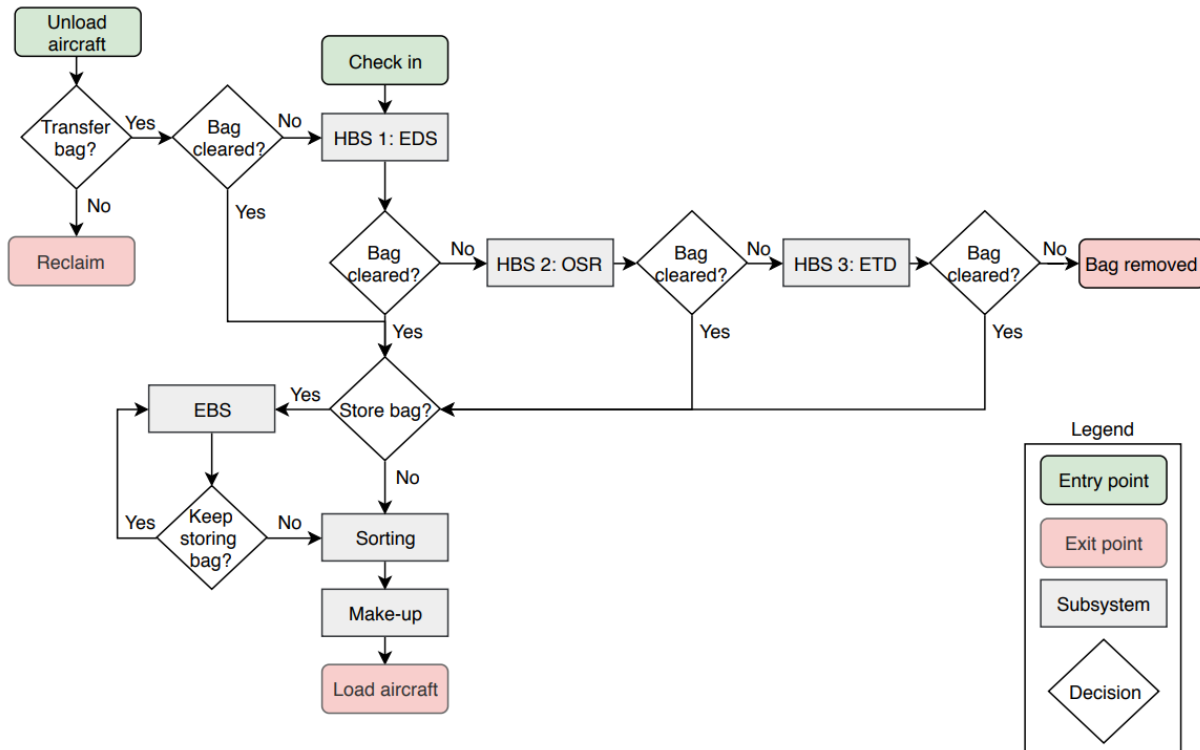 Unload
aircraft
Check in
Transfer
bag?
Yes
Bag
cleared?
No
HBS 1: EDS
No
Yes
Reclaim
Bag
cleared?
No
HBS 2: OSR
Bag
cleared?
No
HBS 3: ETD
Bag
cleared?
No
Bag removed
Yes
Yes
Yes
EBS
Yes
Store bag?
No
Keep
storing
bag?
Yes
No
Sorting
Make-up
Load aircraft
Legend
Entry point
Exit point
Subsystem
Decision